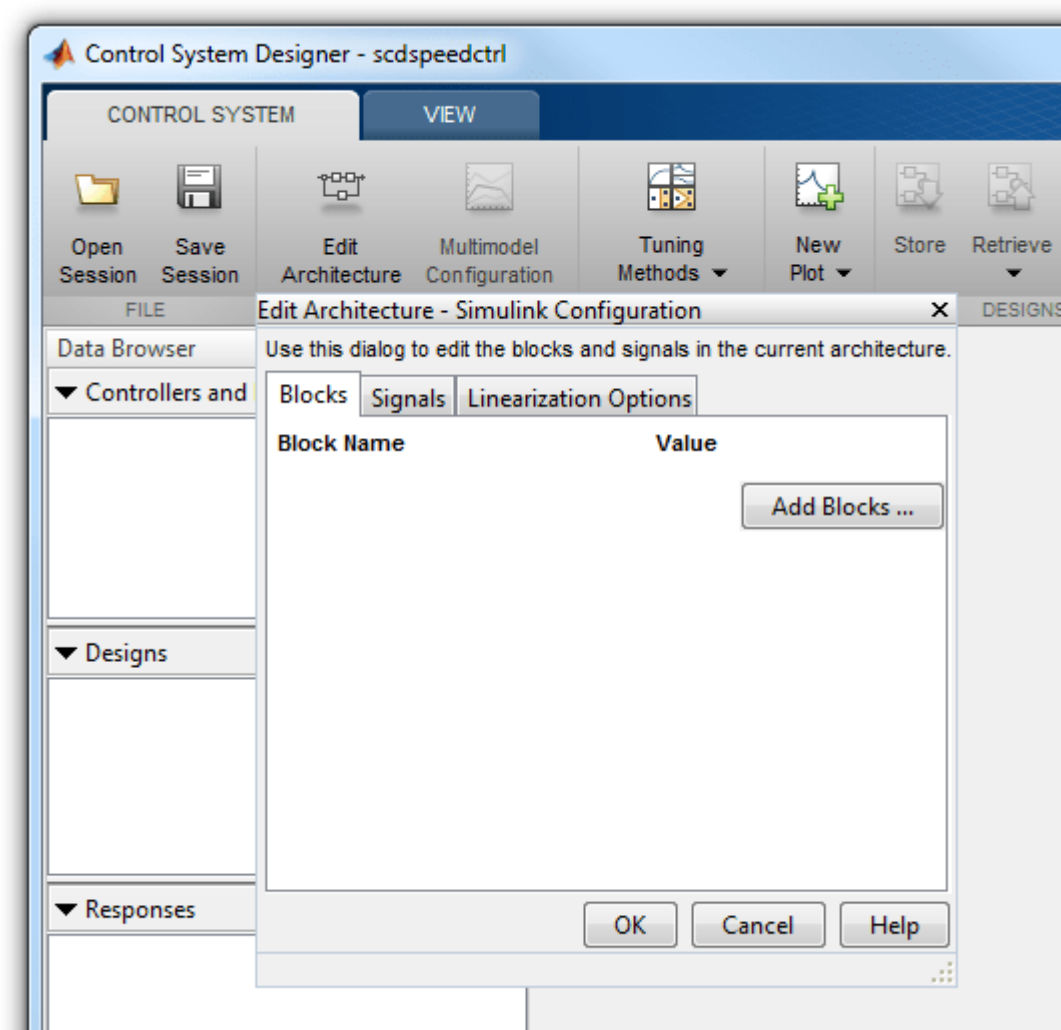 Control System Designer - scdspeedctrl
CONTROL SYSTEM
VIEW
Open Session
Save Session
Edit Architecture
Multimodel Configuration
Tuning Methods
New Plot
Store
Retrieve
FILE
DESIGNS
Edit Architecture - Simulink Configuration
Data Browser
Use this dialog to edit the blocks and signals in the current architecture.
Controllers and
Blocks
Signals
Linearization Options
Block Name
Value
Add Blocks ...
Designs
Responses
OK
Cancel
Help